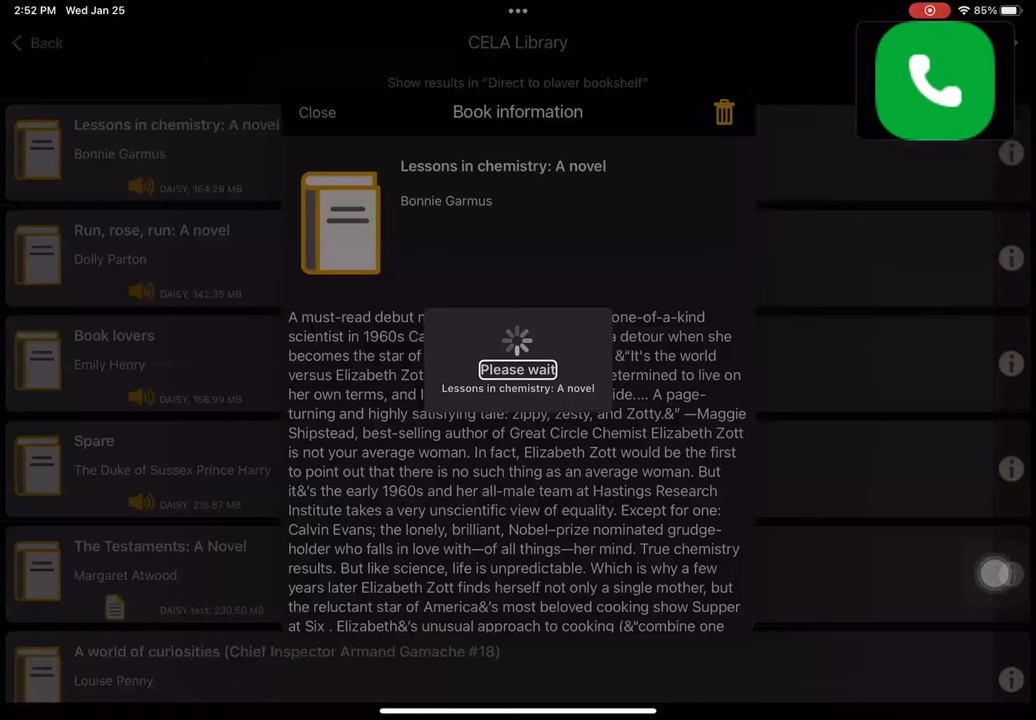 2:52 PM Wed Jan 25
85%
Back
CELA Library
Show results in "Direct to player bookshelf"
Close
Book information
Lessons in chemistry: A novel
Bonnie Garmus
DAISY, 164.26 MB
Run, rose, run: A novel
Dolly Parton
DAISY, 142.35 MB
Book lovers
Emily Henry
DAISY, 156.99 MB
Spare
The Duke of Sussex Prince Harry
DAISY, 215.87 MB
The Testaments: A Novel
Margaret Atwood
DAISY text, 230.50 MB
A world of curiosities (Chief Inspector Armand Gamache #18)
Louise Penny
Lessons in chemistry: A novel
Bonnie Garmus
A must-read debut one-of-a-kind
scientist in 1960s a detour when she
becomes the star of &"It's the world
versus Elizabeth determined to live on
her own terms, and A page-
turning and highly satisfying tale: zippy, zesty, and Zotty.&" —Maggie
Shipstead, best-selling author of Great Circle Chemist Elizabeth Zott
is not your average woman. In fact, Elizabeth Zott would be the first
to point out that there is no such thing as an average woman. But
it&'s the early 1960s and her all-male team at Hastings Research
Institute takes a very unscientific view of equality. Except for one:
Calvin Evans; the lonely, brilliant, Nobel–prize nominated grudge-
holder who falls in love with—of all things—her mind. True chemistry
results. But like science, life is unpredictable. Which is why a few
years later Elizabeth Zott finds herself not only a single mother, but
the reluctant star of America&'s most beloved cooking show Supper
at Six . Elizabeth&'s unusual approach to cooking (&"combine one
Please wait
Lessons in chemistry: A novel